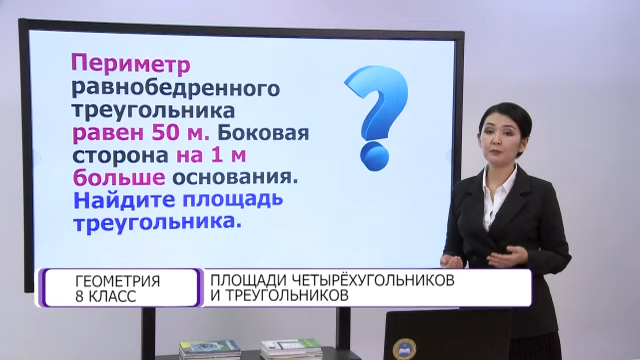 Периметр
равнобедренного
треугольника
равен 50 м. Боковая
сторона на 1 м
больше основания.
Найдите площадь
треугольника.
ГЕОМЕТРИЯ
8 КЛАСС
ПЛОЩАДИ ЧЕТЫРЁХУГОЛЬНИКОВ
И ТРЕУГОЛЬНИКОВ